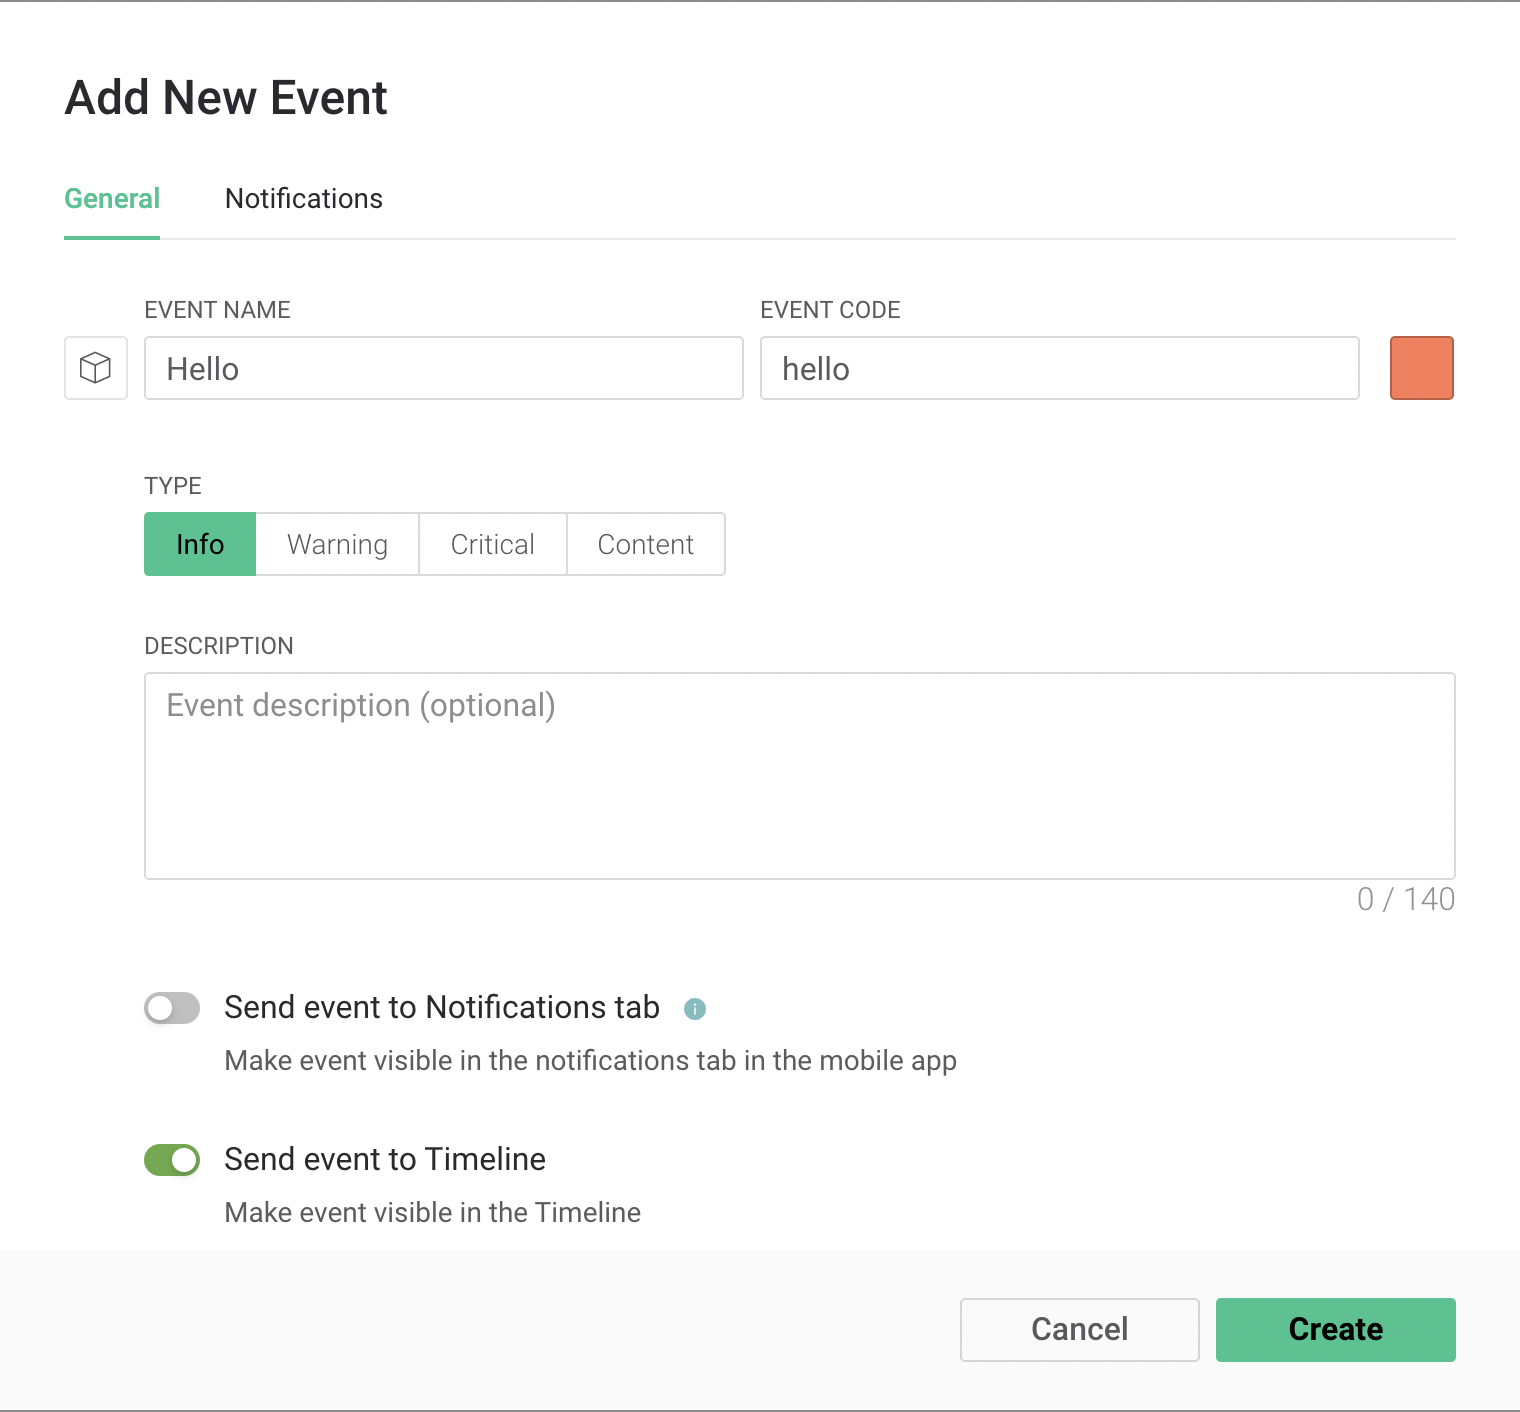 Add New Event
General Notifications
EVENT NAME EVENT CODE
Hello hello
TYPE
Info Warning Critical Content
DESCRIPTION
Event description (optional)
0 / 140
Send event to Notifications tab i
Make event visible in the notifications tab in the mobile app
Send event to Timeline
Make event visible in the Timeline
Cancel Create